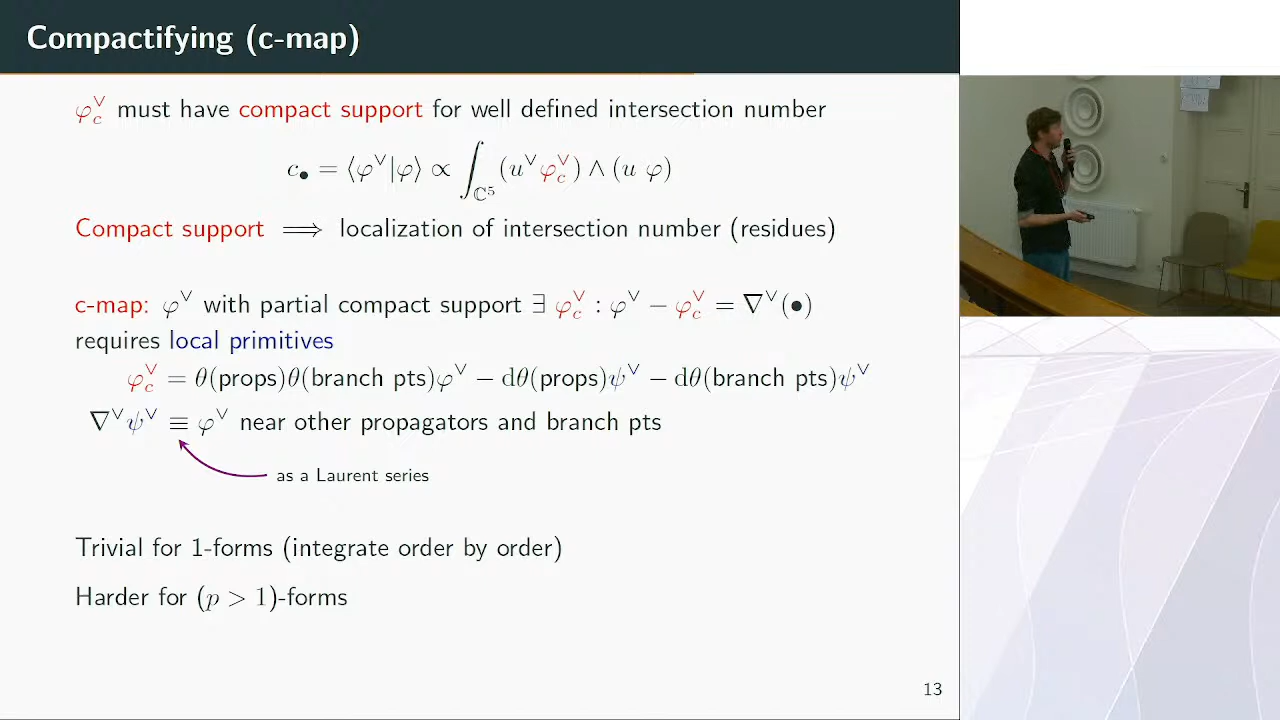 Compactifying (c-map)
φ_c^∨ must have compact support for well defined intersection number
c_• = ⟨φ^∨|φ⟩ ∝ ∫_{ℂ^5} (u^∨ φ_c^∨) ∧ (u φ)
Compact support ⟹ localization of intersection number (residues)
c-map: φ^∨ with partial compact support ∃ φ_c^∨ : φ^∨ − φ_c^∨ = ∇^∨(•)
requires local primitives
φ_c^∨ = θ(props)θ(branch pts)φ^∨ − dθ(props)ψ^∨ − dθ(branch pts)ψ^∨
∇^∨ψ^∨ ≡ φ^∨ near other propagators and branch pts
as a Laurent series
Trivial for 1-forms (integrate order by order)
Harder for (p > 1)-forms
13